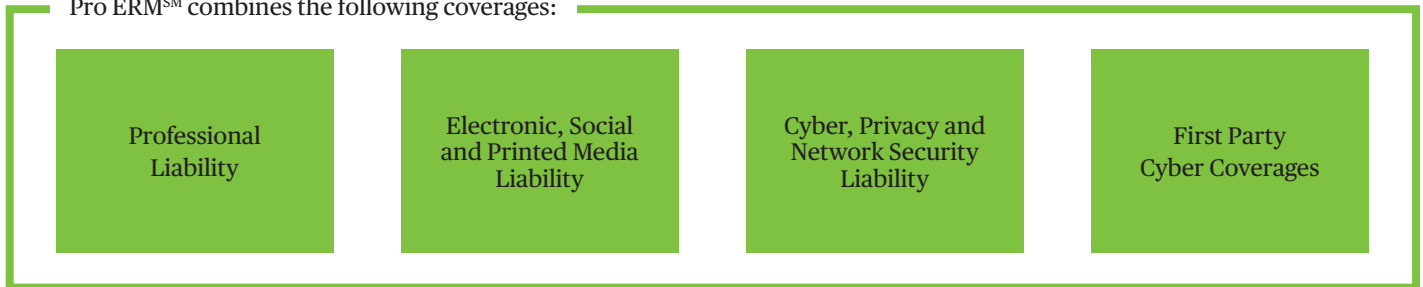 Pro ERM℠ combines the following coverages:
Professional
Liability
Electronic, Social
and Printed Media
Liability
Cyber, Privacy and
Network Security
Liability
First Party
Cyber Coverages